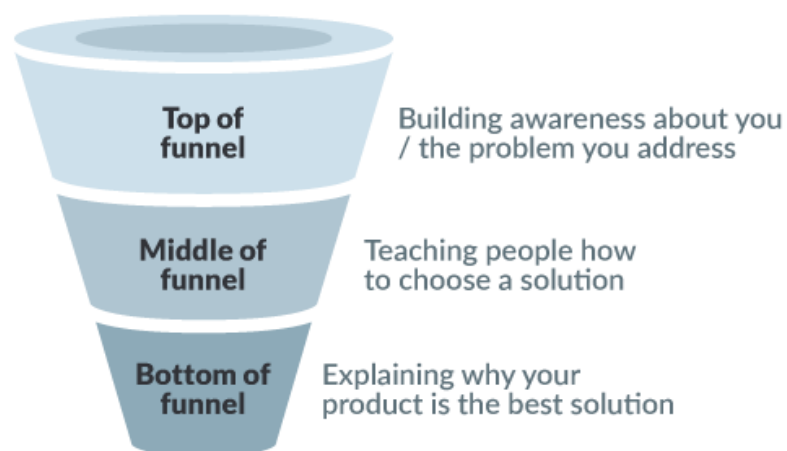 Top of
funnel
Building awareness about you
/ the problem you address
Middle of
funnel
Teaching people how
to choose a solution
Bottom of
funnel
Explaining why your
product is the best solution